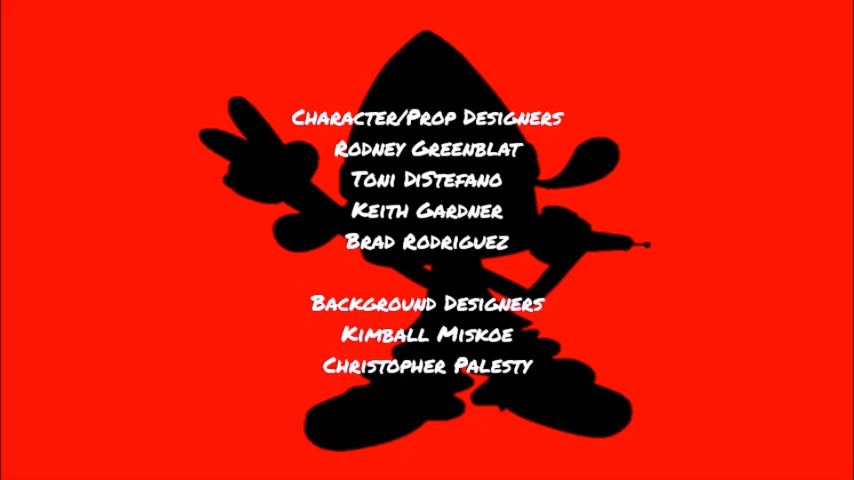 Character/Prop Designers
Rodney Greenblat
Toni DiStefano
Keith Gardner
Brad Rodriguez
Background Designers
Kimball Miskoe
Christopher Palesty